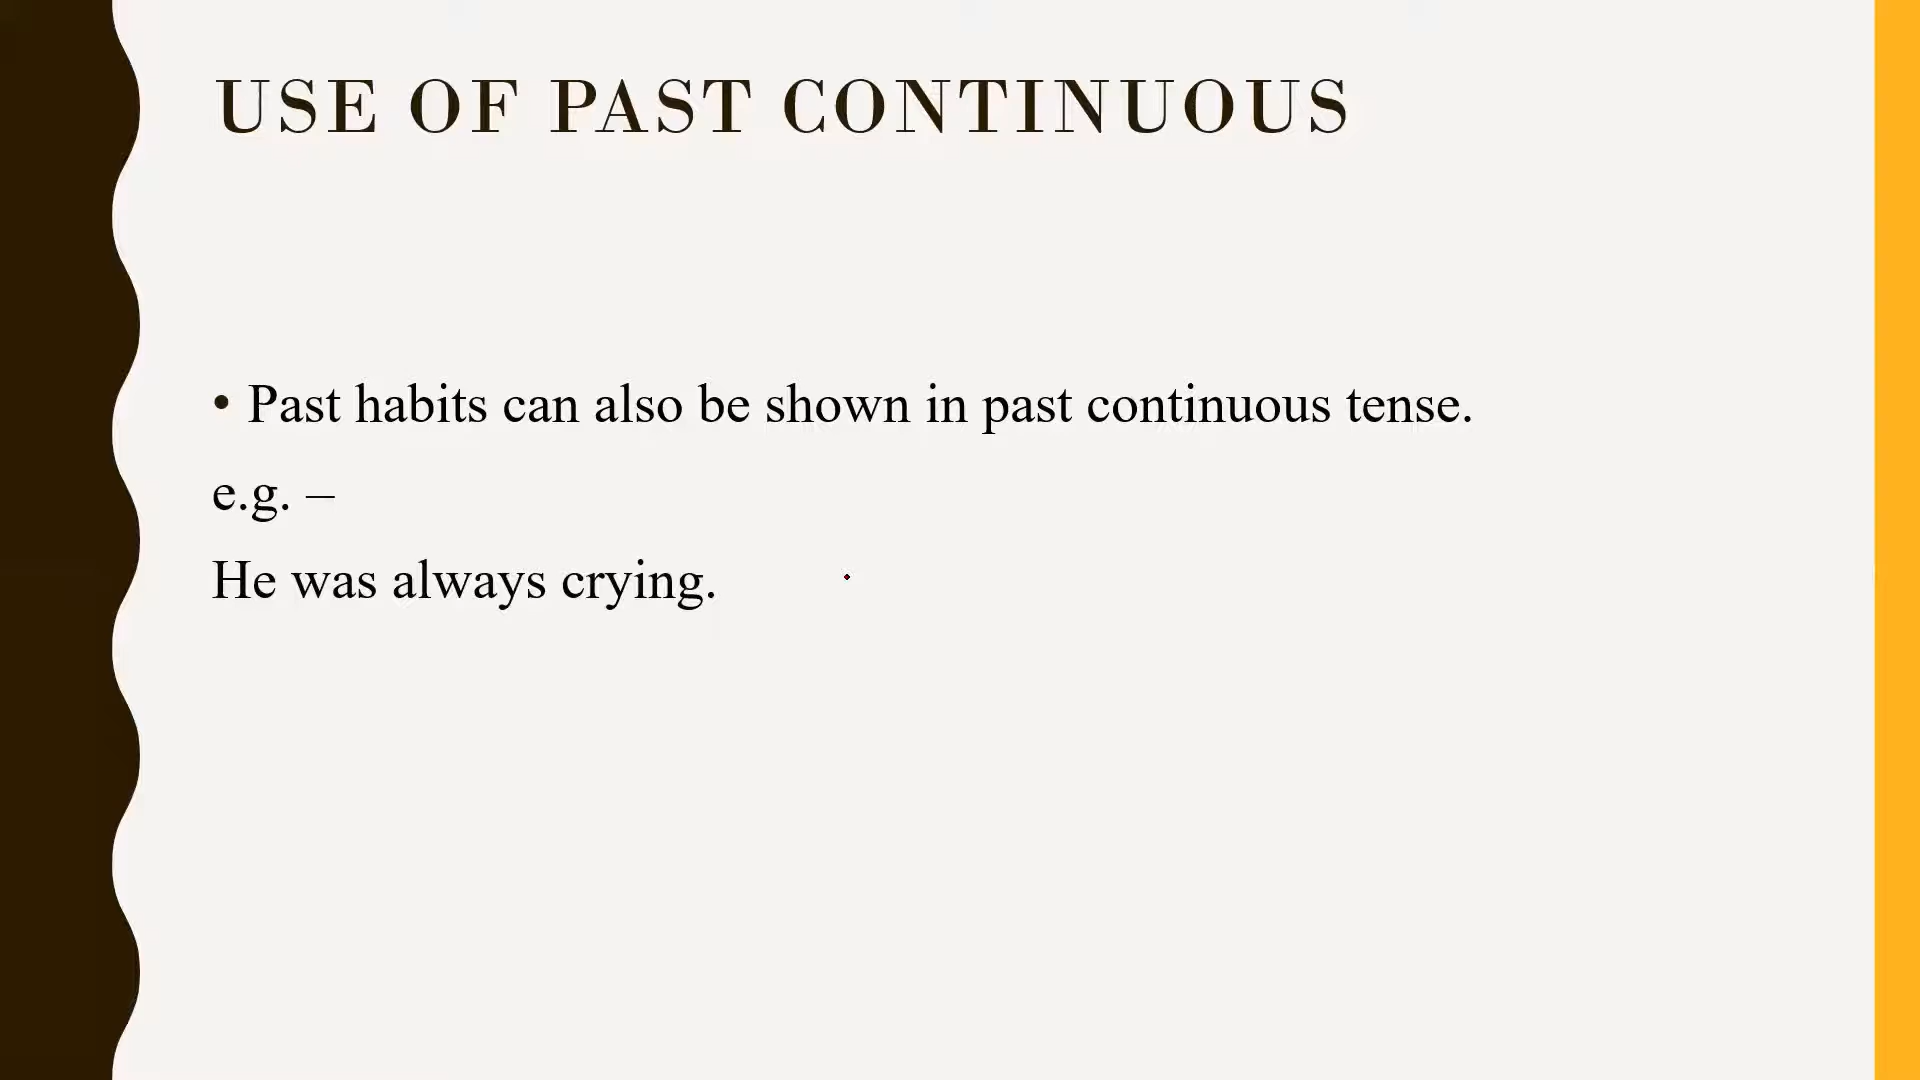 USE OF PAST CONTINUOUS
• Past habits can also be shown in past continuous tense.
e.g. –
He was always crying.